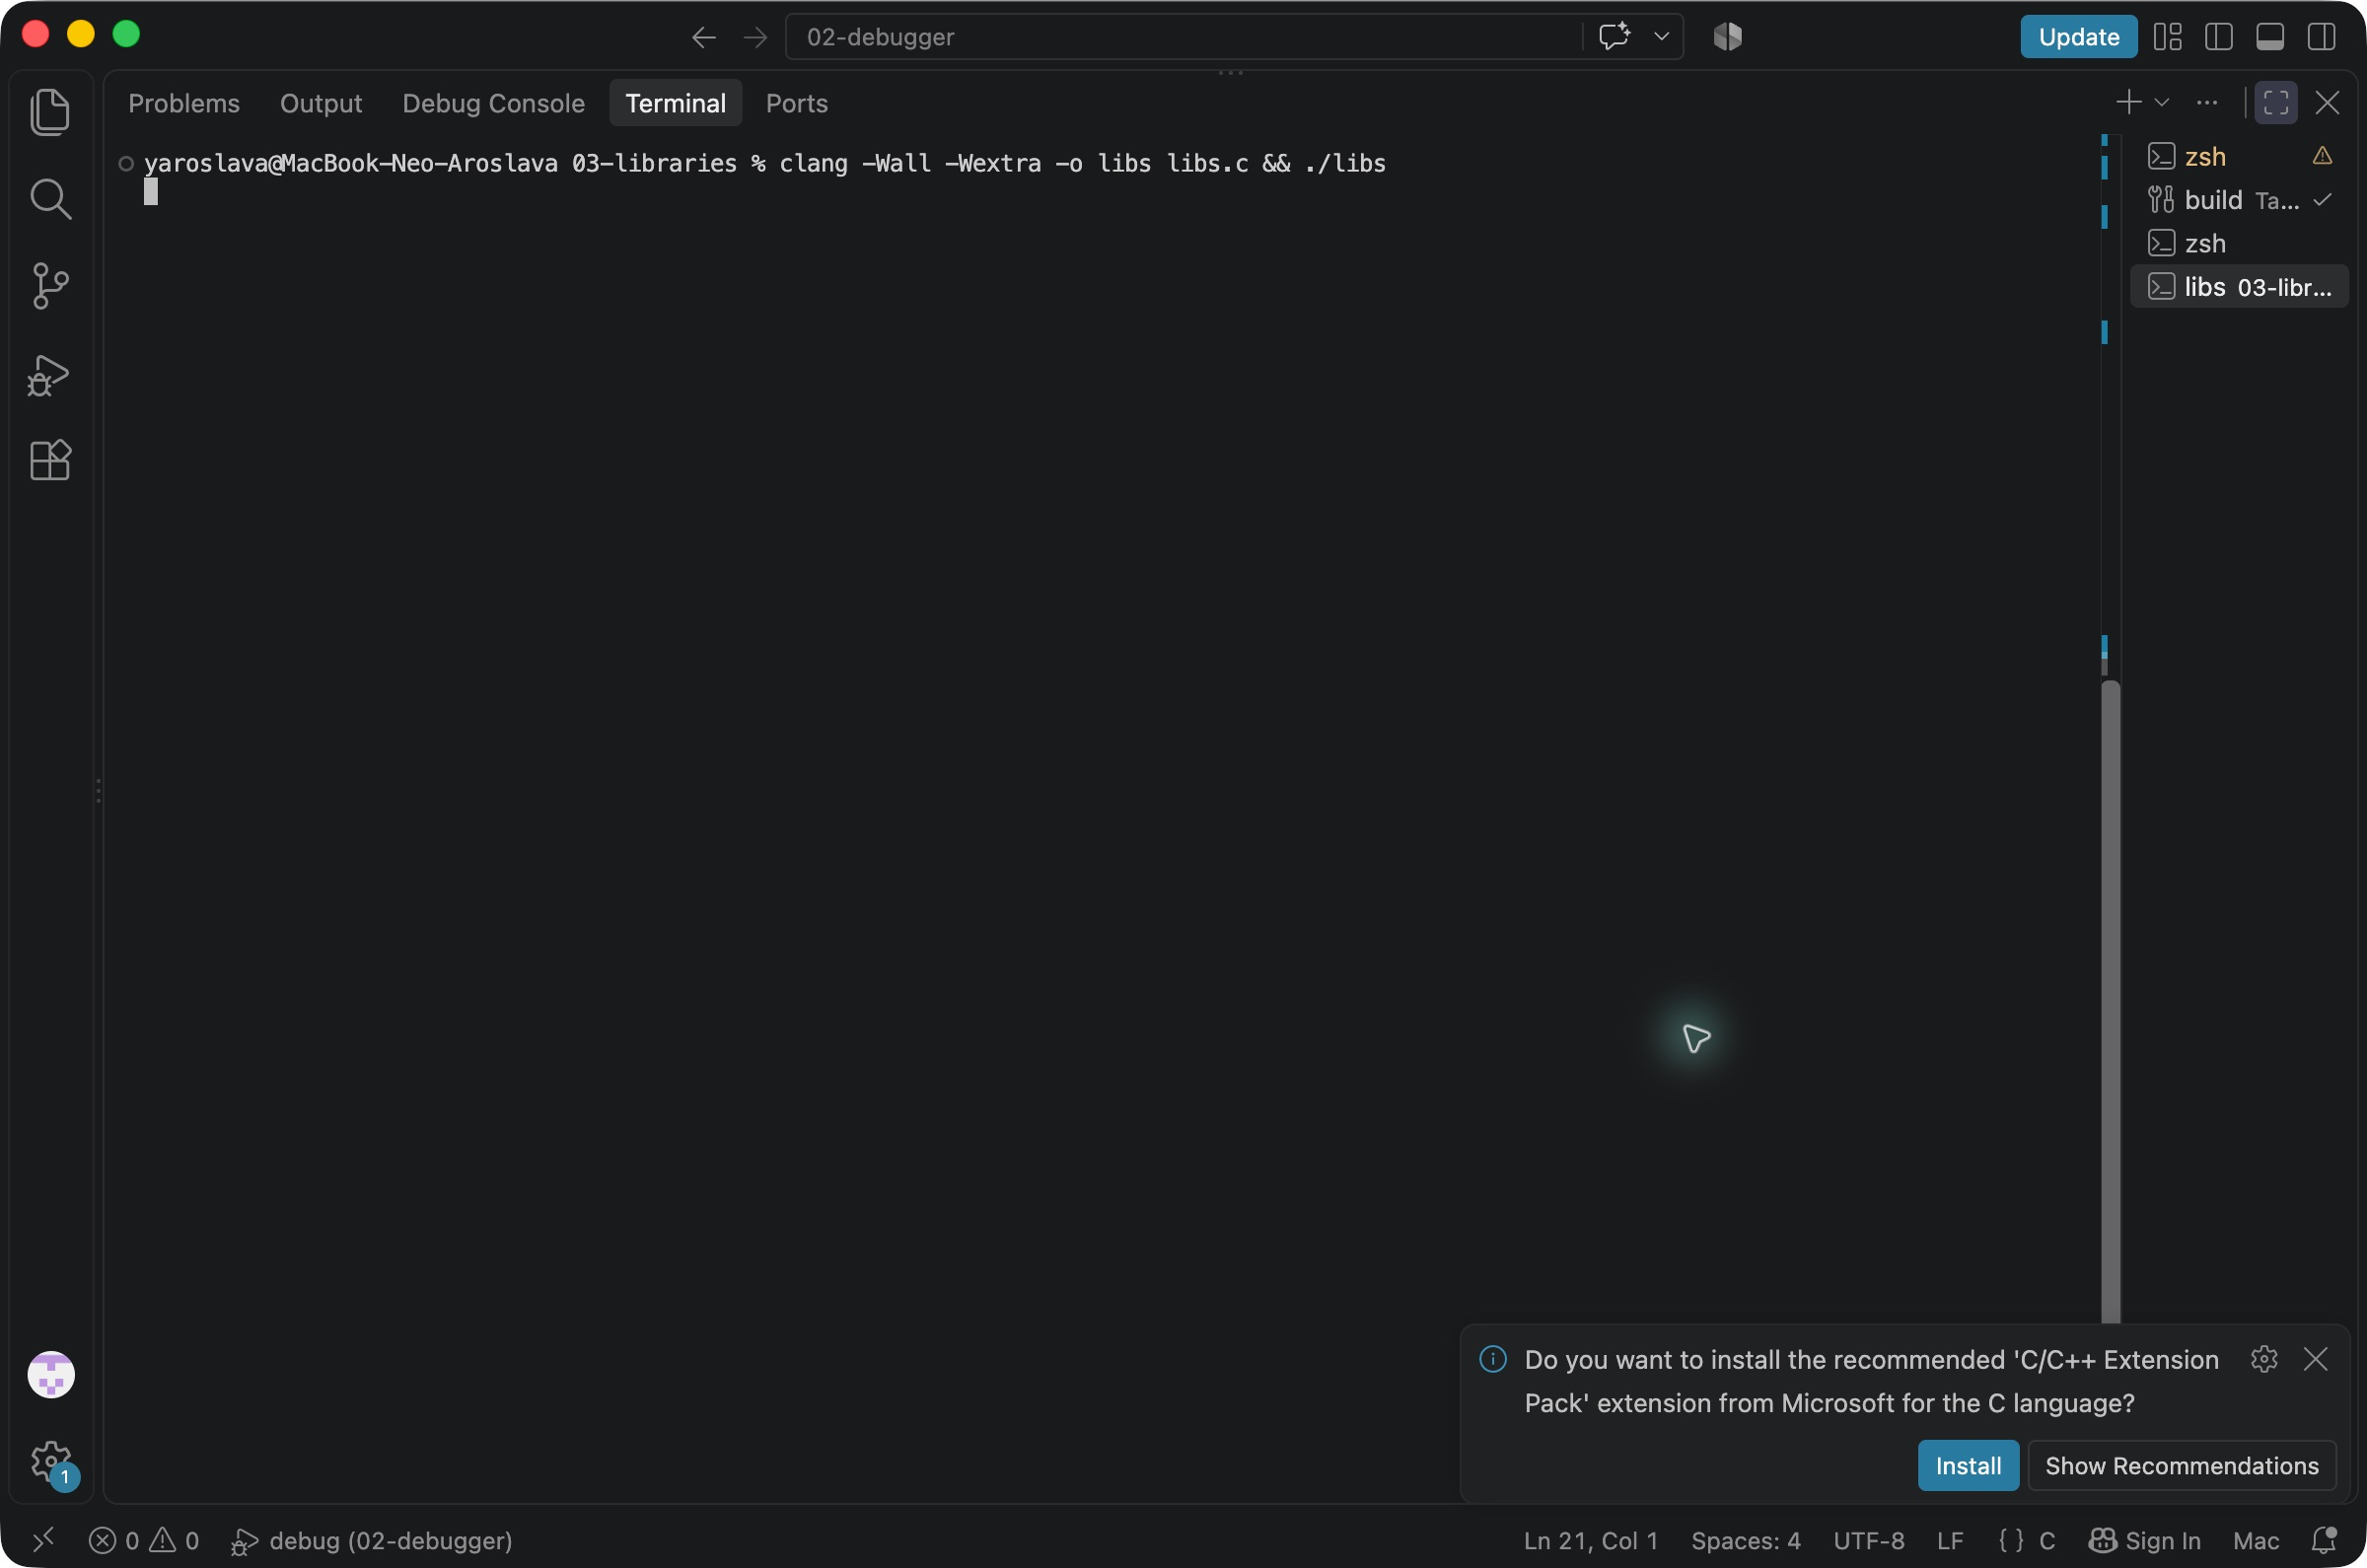 02-debugger
Update
Problems Output Debug Console Terminal Ports
yaroslava@MacBook-Neo-Aroslava 03-libraries % clang -Wall -Wextra -o libs libs.c && ./libs
zsh
build Ta...
zsh
libs 03-libr...
Do you want to install the recommended 'C/C++ Extension
Pack' extension from Microsoft for the C language?
Install Show Recommendations
1
0 0 debug (02-debugger) Ln 21, Col 1 Spaces: 4 UTF-8 LF { } C Sign In Mac